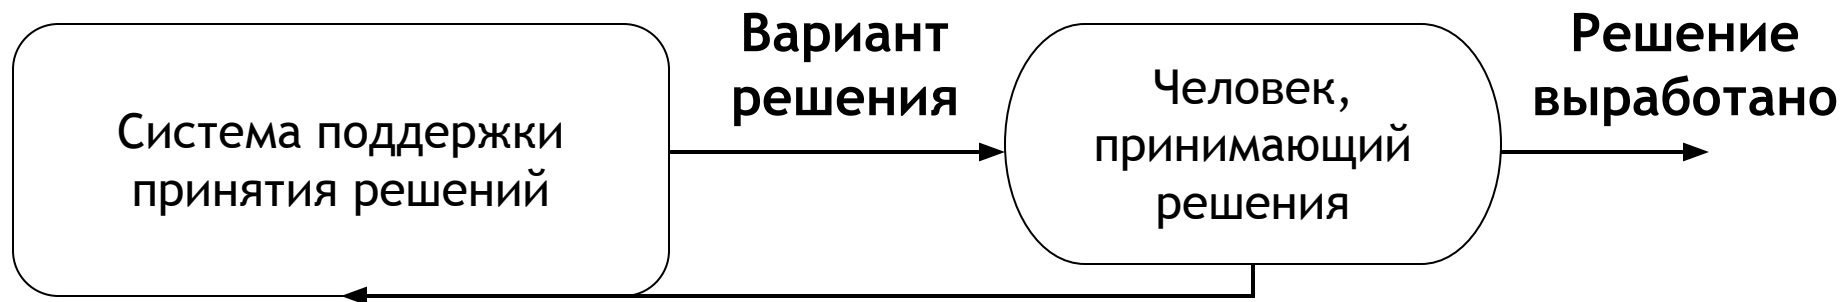 Система поддержки
принятия решений
Вариант
решения
Человек,
принимающий
решения
Решение
выработано